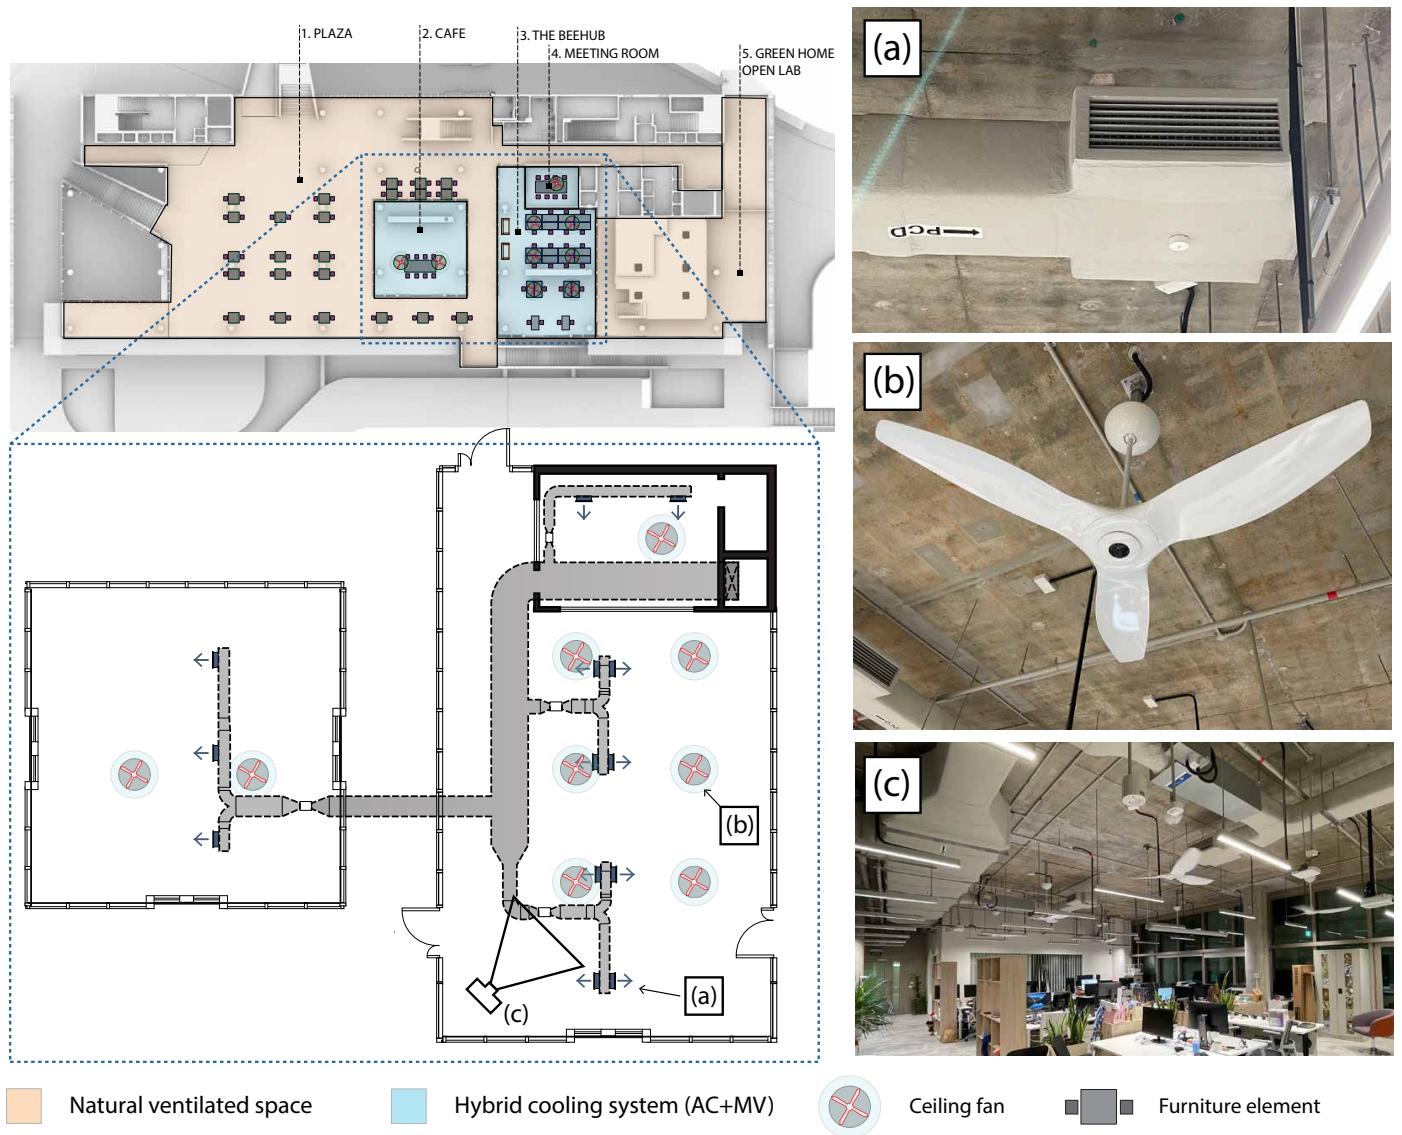 1. PLAZA
2. CAFE
3. THE BEEHUB
4. MEETING ROOM
5. GREEN HOME
OPEN LAB
(a)
PCD
(b)
(c)
(b)
(a)
(c)
Natural ventilated space
Hybrid cooling system (AC+MV)
Ceiling fan
Furniture element